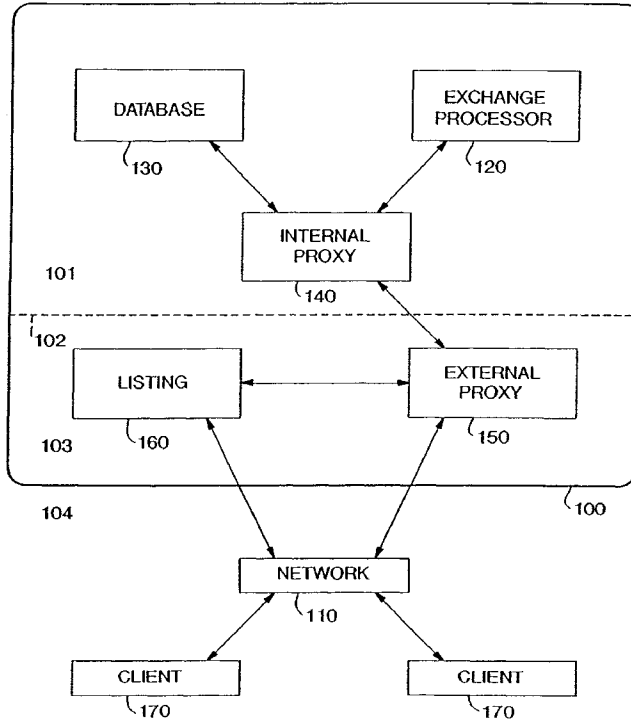 DATABASE
130
EXCHANGE
PROCESSOR
120
INTERNAL
PROXY
140
101
102
LISTING
160
EXTERNAL
PROXY
150
103
100
104
NETWORK
110
CLIENT
170
CLIENT
170